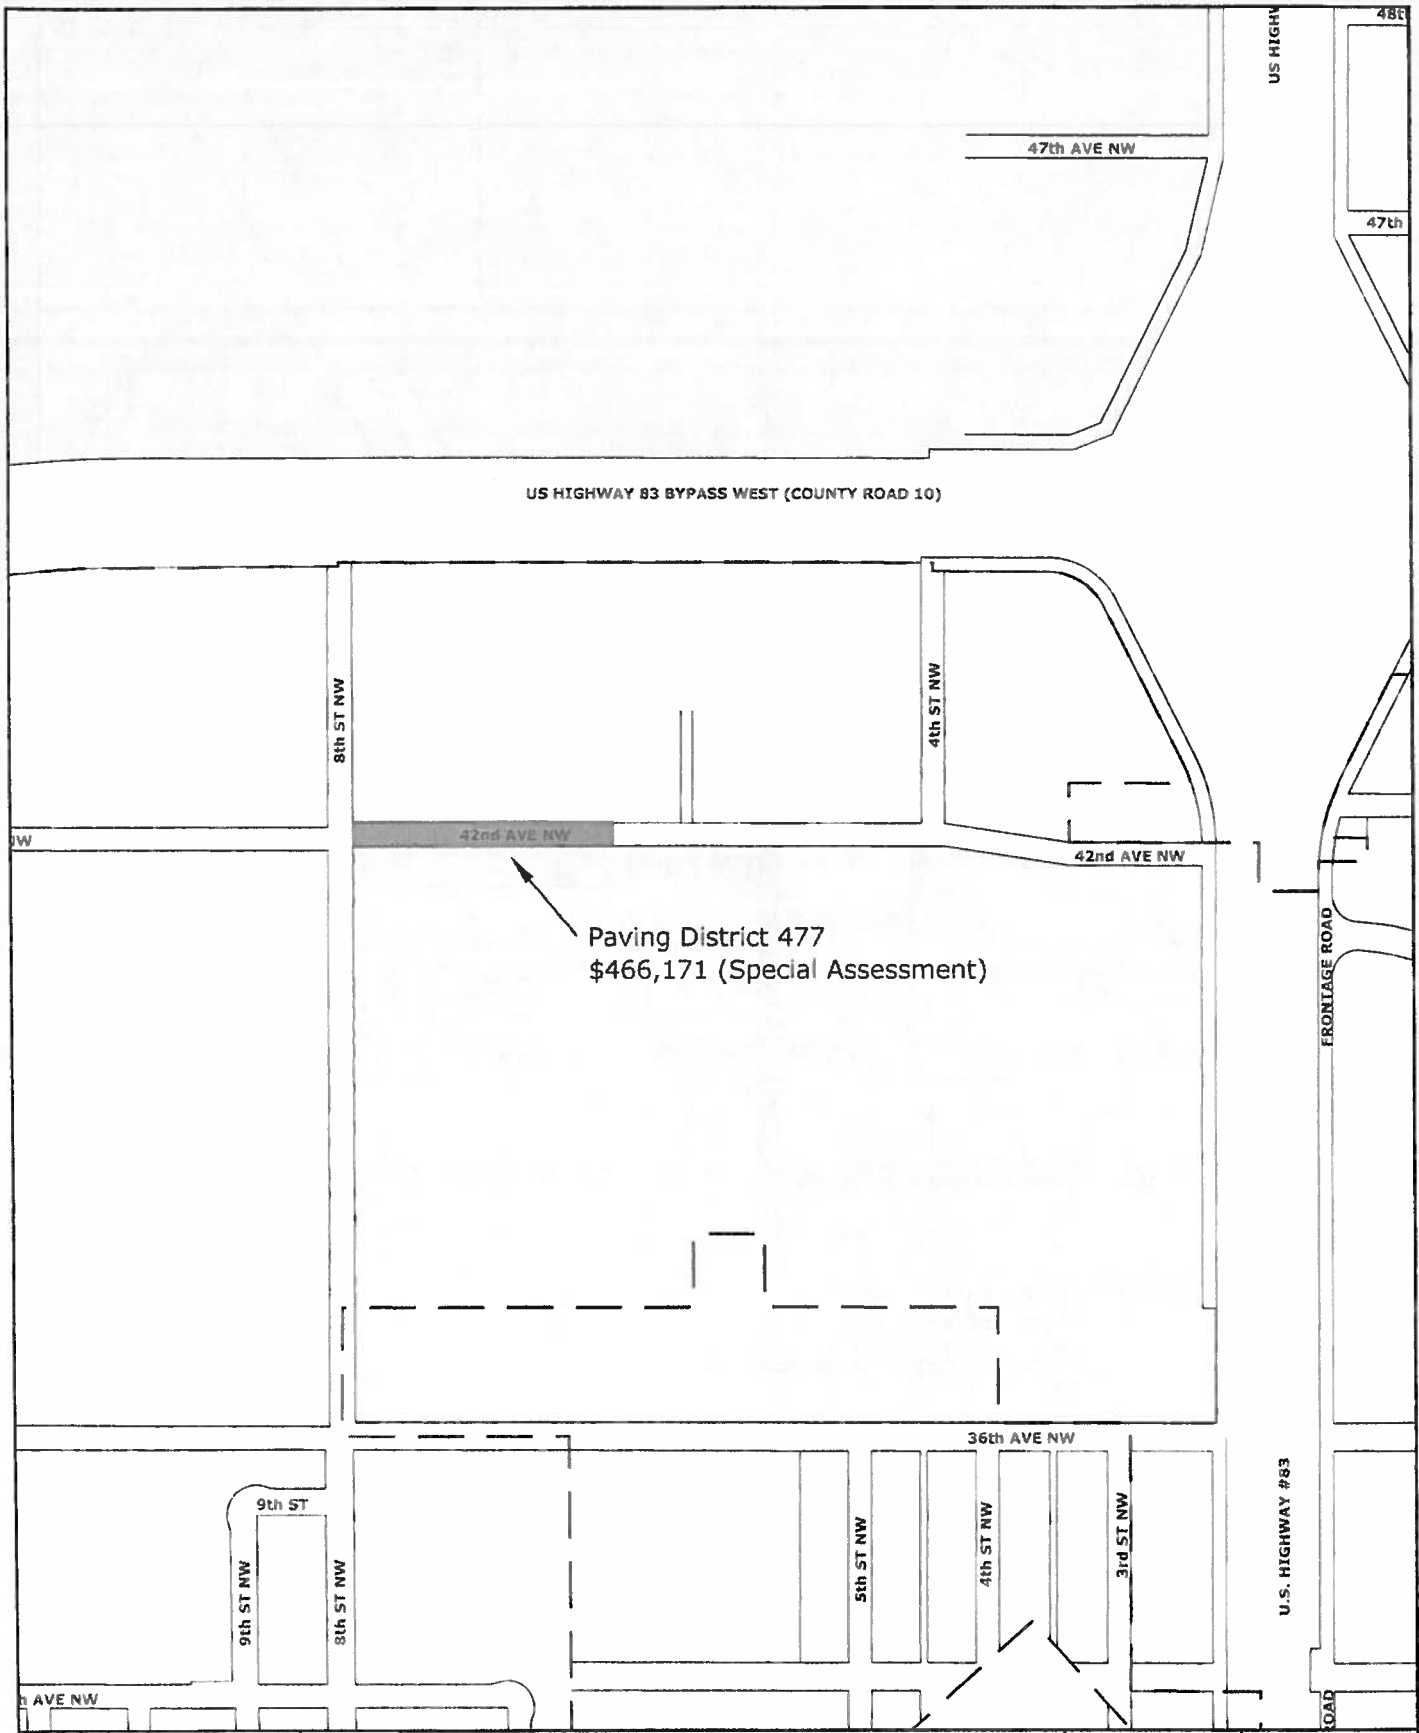 48t
US HIGH
47th AVE NW
47th
US HIGHWAY 83 BYPASS WEST (COUNTY ROAD 10)
8th ST NW
4th ST NW
W
42nd AVE NW
42nd AVE NW
Paving District 477
$466,171 (Special Assessment)
FRONTAGE ROAD
36th AVE NW
9th ST
9th ST NW
8th ST NW
5th ST NW
4th ST NW
3rd ST NW
U.S. HIGHWAY #83
h AVE NW
OAD